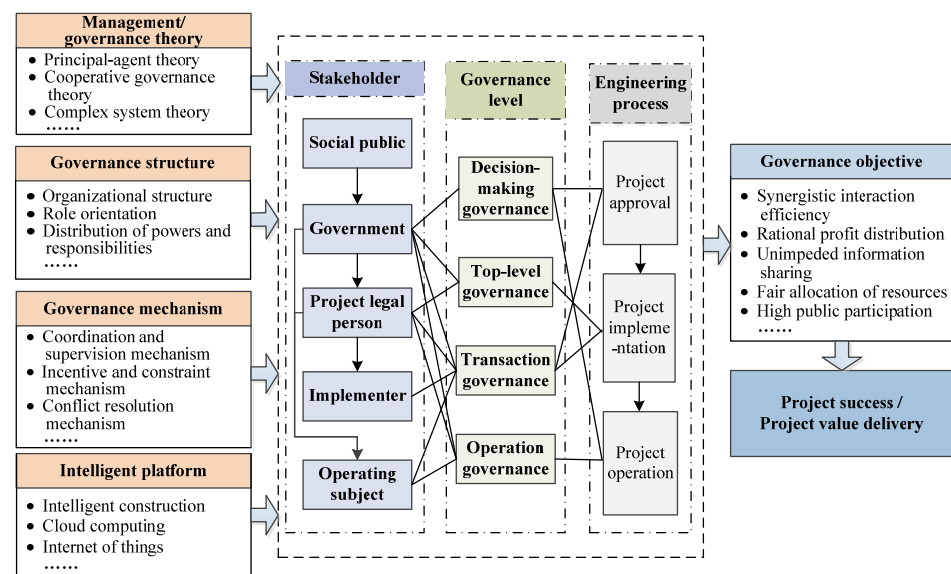 Management/
governance theory
● Principal-agent theory
● Cooperative governance
theory
● Complex system theory
……
Governance structure
● Organizational structure
● Role orientation
● Distribution of powers and
responsibilities
……
Governance mechanism
● Coordination and
supervision mechanism
● Incentive and constraint
mechanism
● Conflict resolution
mechanism
……
Intelligent platform
● Intelligent construction
● Cloud computing
● Internet of things
……
Stakeholder
Social public
Government
Project legal
person
Implementer
Operating
subject
Governance
level
Decision-
making
governance
Top-level
governance
Transaction
governance
Operation
governance
Engineering
process
Project
approval
Project
impleme
-ntation
Project
operation
Governance objective
● Synergistic interaction
efficiency
● Rational profit distribution
● Unimpeded information
sharing
● Fair allocation of resources
● High public participation
……
Project success /
Project value delivery